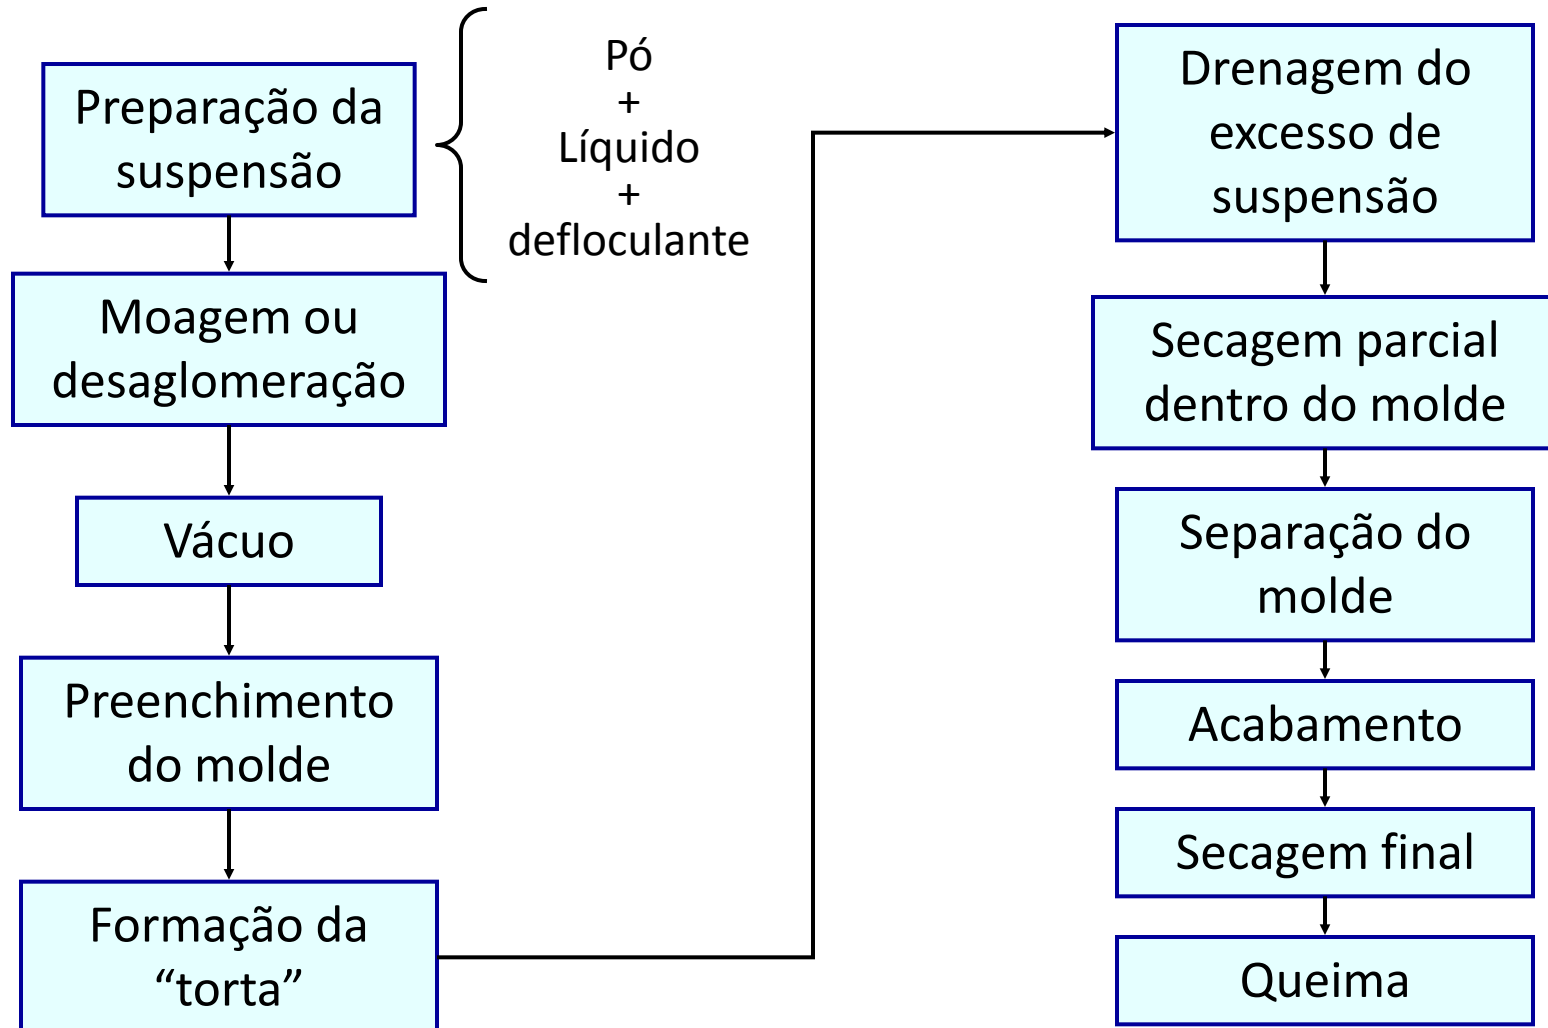 Preparação da
suspensão
Pó
+
Líquido
+
defloculante
Moagem ou
desaglomeração
Vácuo
Preenchimento
do molde
Formação da
“torta”
Drenagem do
excesso de
suspensão
Secagem parcial
dentro do molde
Separação do
molde
Acabamento
Secagem final
Queima